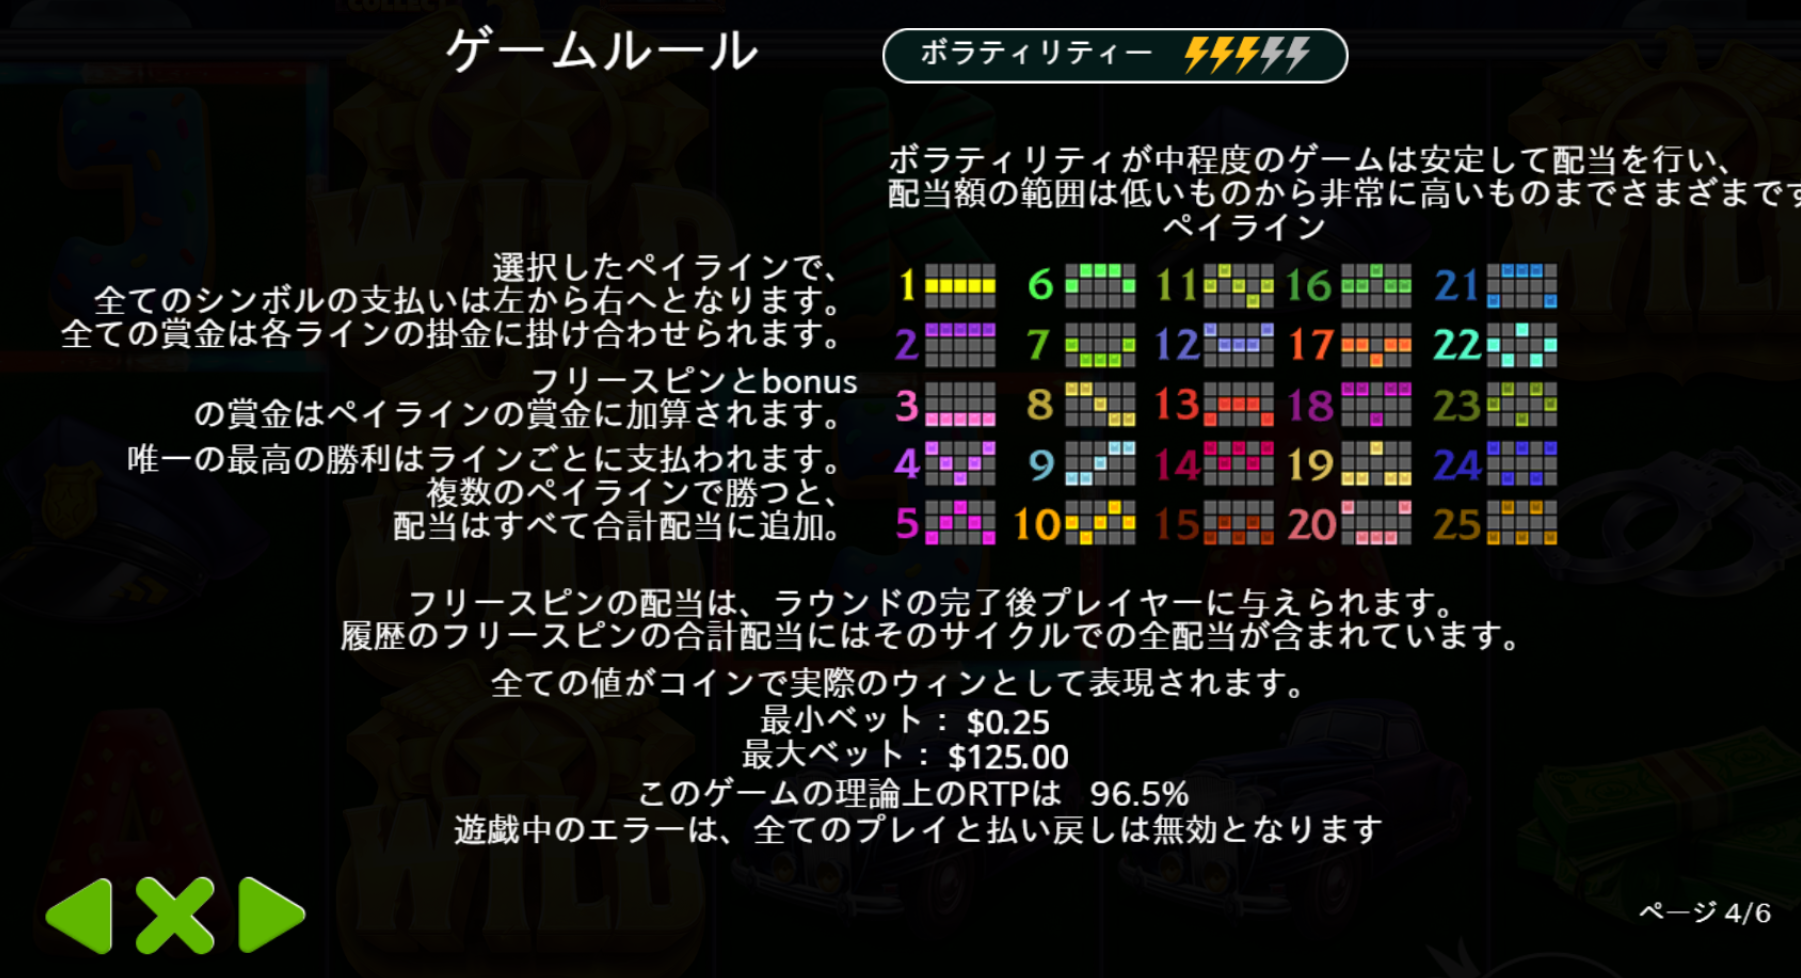 ゲームルール
ボラティリティー
ボラティリティが中程度のゲームは安定して配当を行い、
配当額の範囲は低いものから非常に高いものまでさまざまです
ペイライン
選択したペイラインで、
全てのシンボルの支払いは左から右へとなります。
全ての賞金は各ラインの掛金に掛け合わせられます。
フリースピンとbonus
の賞金はペイラインの賞金に加算されます。
唯一の最高の勝利はラインごとに支払われます。
複数のペイラインで勝つと、
配当はすべて合計配当に追加。
1 6 11 16 21
2 7 12 17 22
3 8 13 18 23
4 9 14 19 24
5 10 15 20 25
フリースピンの配当は、ラウンドの完了後プレイヤーに与えられます。
履歴のフリースピンの合計配当にはそのサイクルでの全配当が含まれています。
全ての値がコインで実際のウィンとして表現されます。
最小ベット： $0.25
最大ベット： $125.00
このゲームの理論上のRTPは 96.5%
遊戯中のエラーは、全てのプレイと払い戻しは無効となります
ページ 4/6
WILD
WILD
WILD
WILD